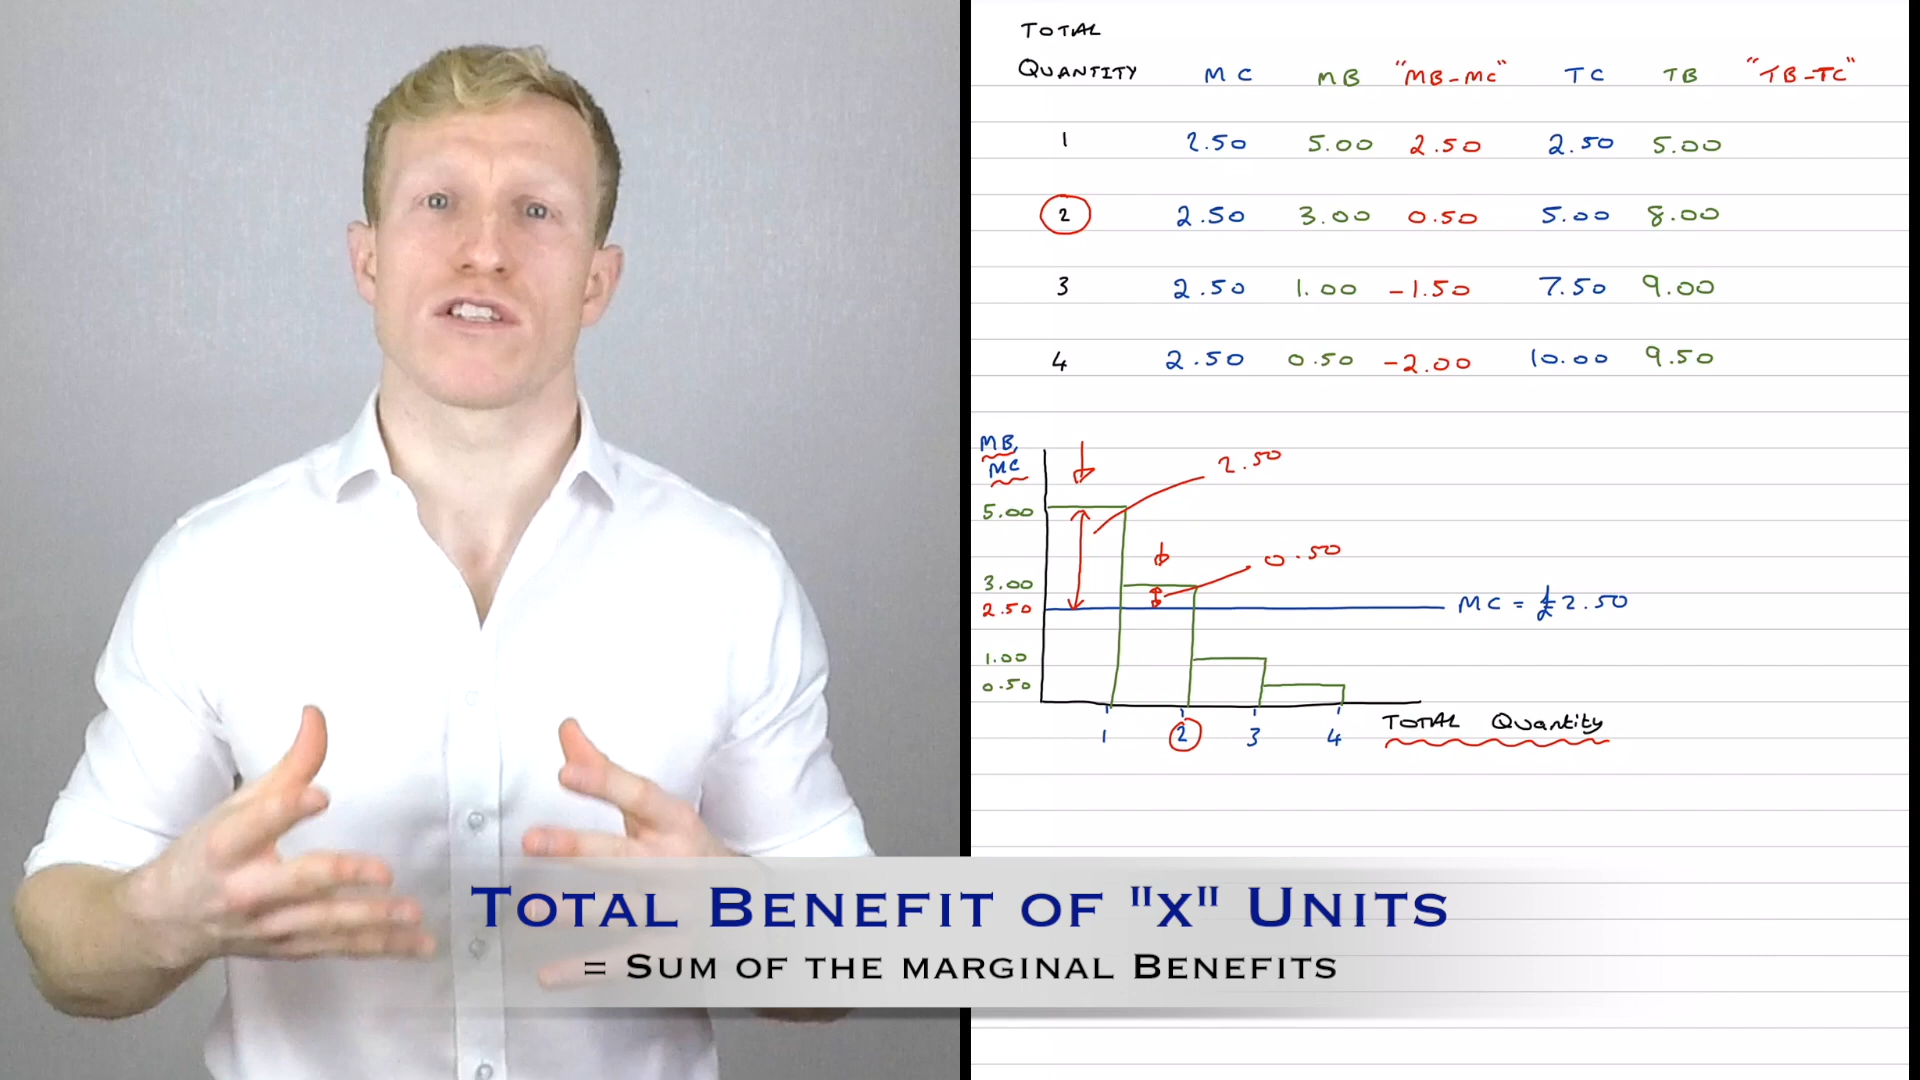 TOTAL
QUANTITY MC MB "MB-MC" TC TB "TB-TC"
1 2.50 5.00 2.50 2.50 5.00
2 2.50 3.00 0.50 5.00 8.00
3 2.50 1.00 -1.50 7.50 9.00
4 2.50 0.50 -2.00 10.00 9.50
MB,
MC
2.50
5.00
0.50
3.00
2.50
MC = £2.50
1.00
0.50
1 2 3 4
TOTAL Quantity
TOTAL BENEFIT OF "X" UNITS
= SUM OF THE MARGINAL BENEFITS